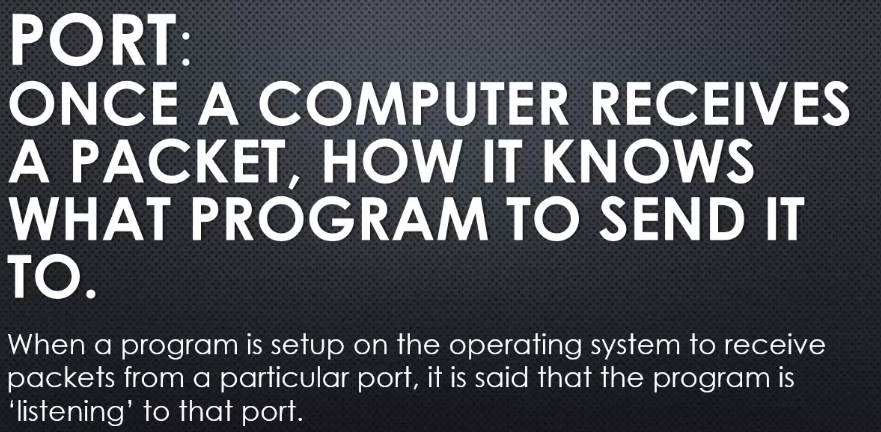 PORT:
ONCE A COMPUTER RECEIVES
A PACKET, HOW IT KNOWS
WHAT PROGRAM TO SEND IT
TO.
When a program is setup on the operating system to receive
packets from a particular port, it is said that the program is
‘listening’ to that port.